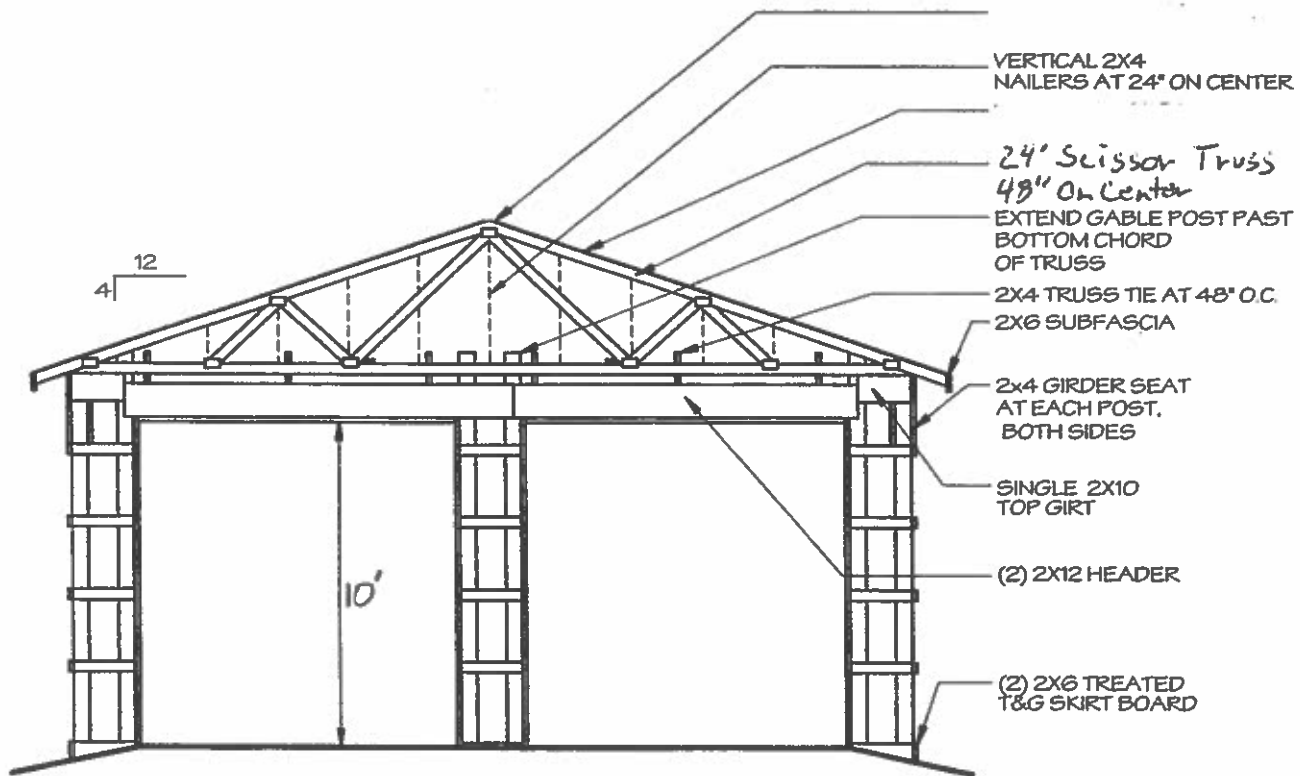 VERTICAL 2X4
NAILERS AT 24" ON CENTER
24' Scissor Truss
48" On Center
EXTEND GABLE POST PAST
BOTTOM CHORD
OF TRUSS
12
4
2X4 TRUSS TIE AT 48" O.C.
2X6 SUBFASCIA
2x4 GIRDER SEAT
AT EACH POST.
BOTH SIDES
SINGLE 2X10
TOP GIRT
(2) 2X12 HEADER
10'
(2) 2X6 TREATED
T&G SKIRT BOARD